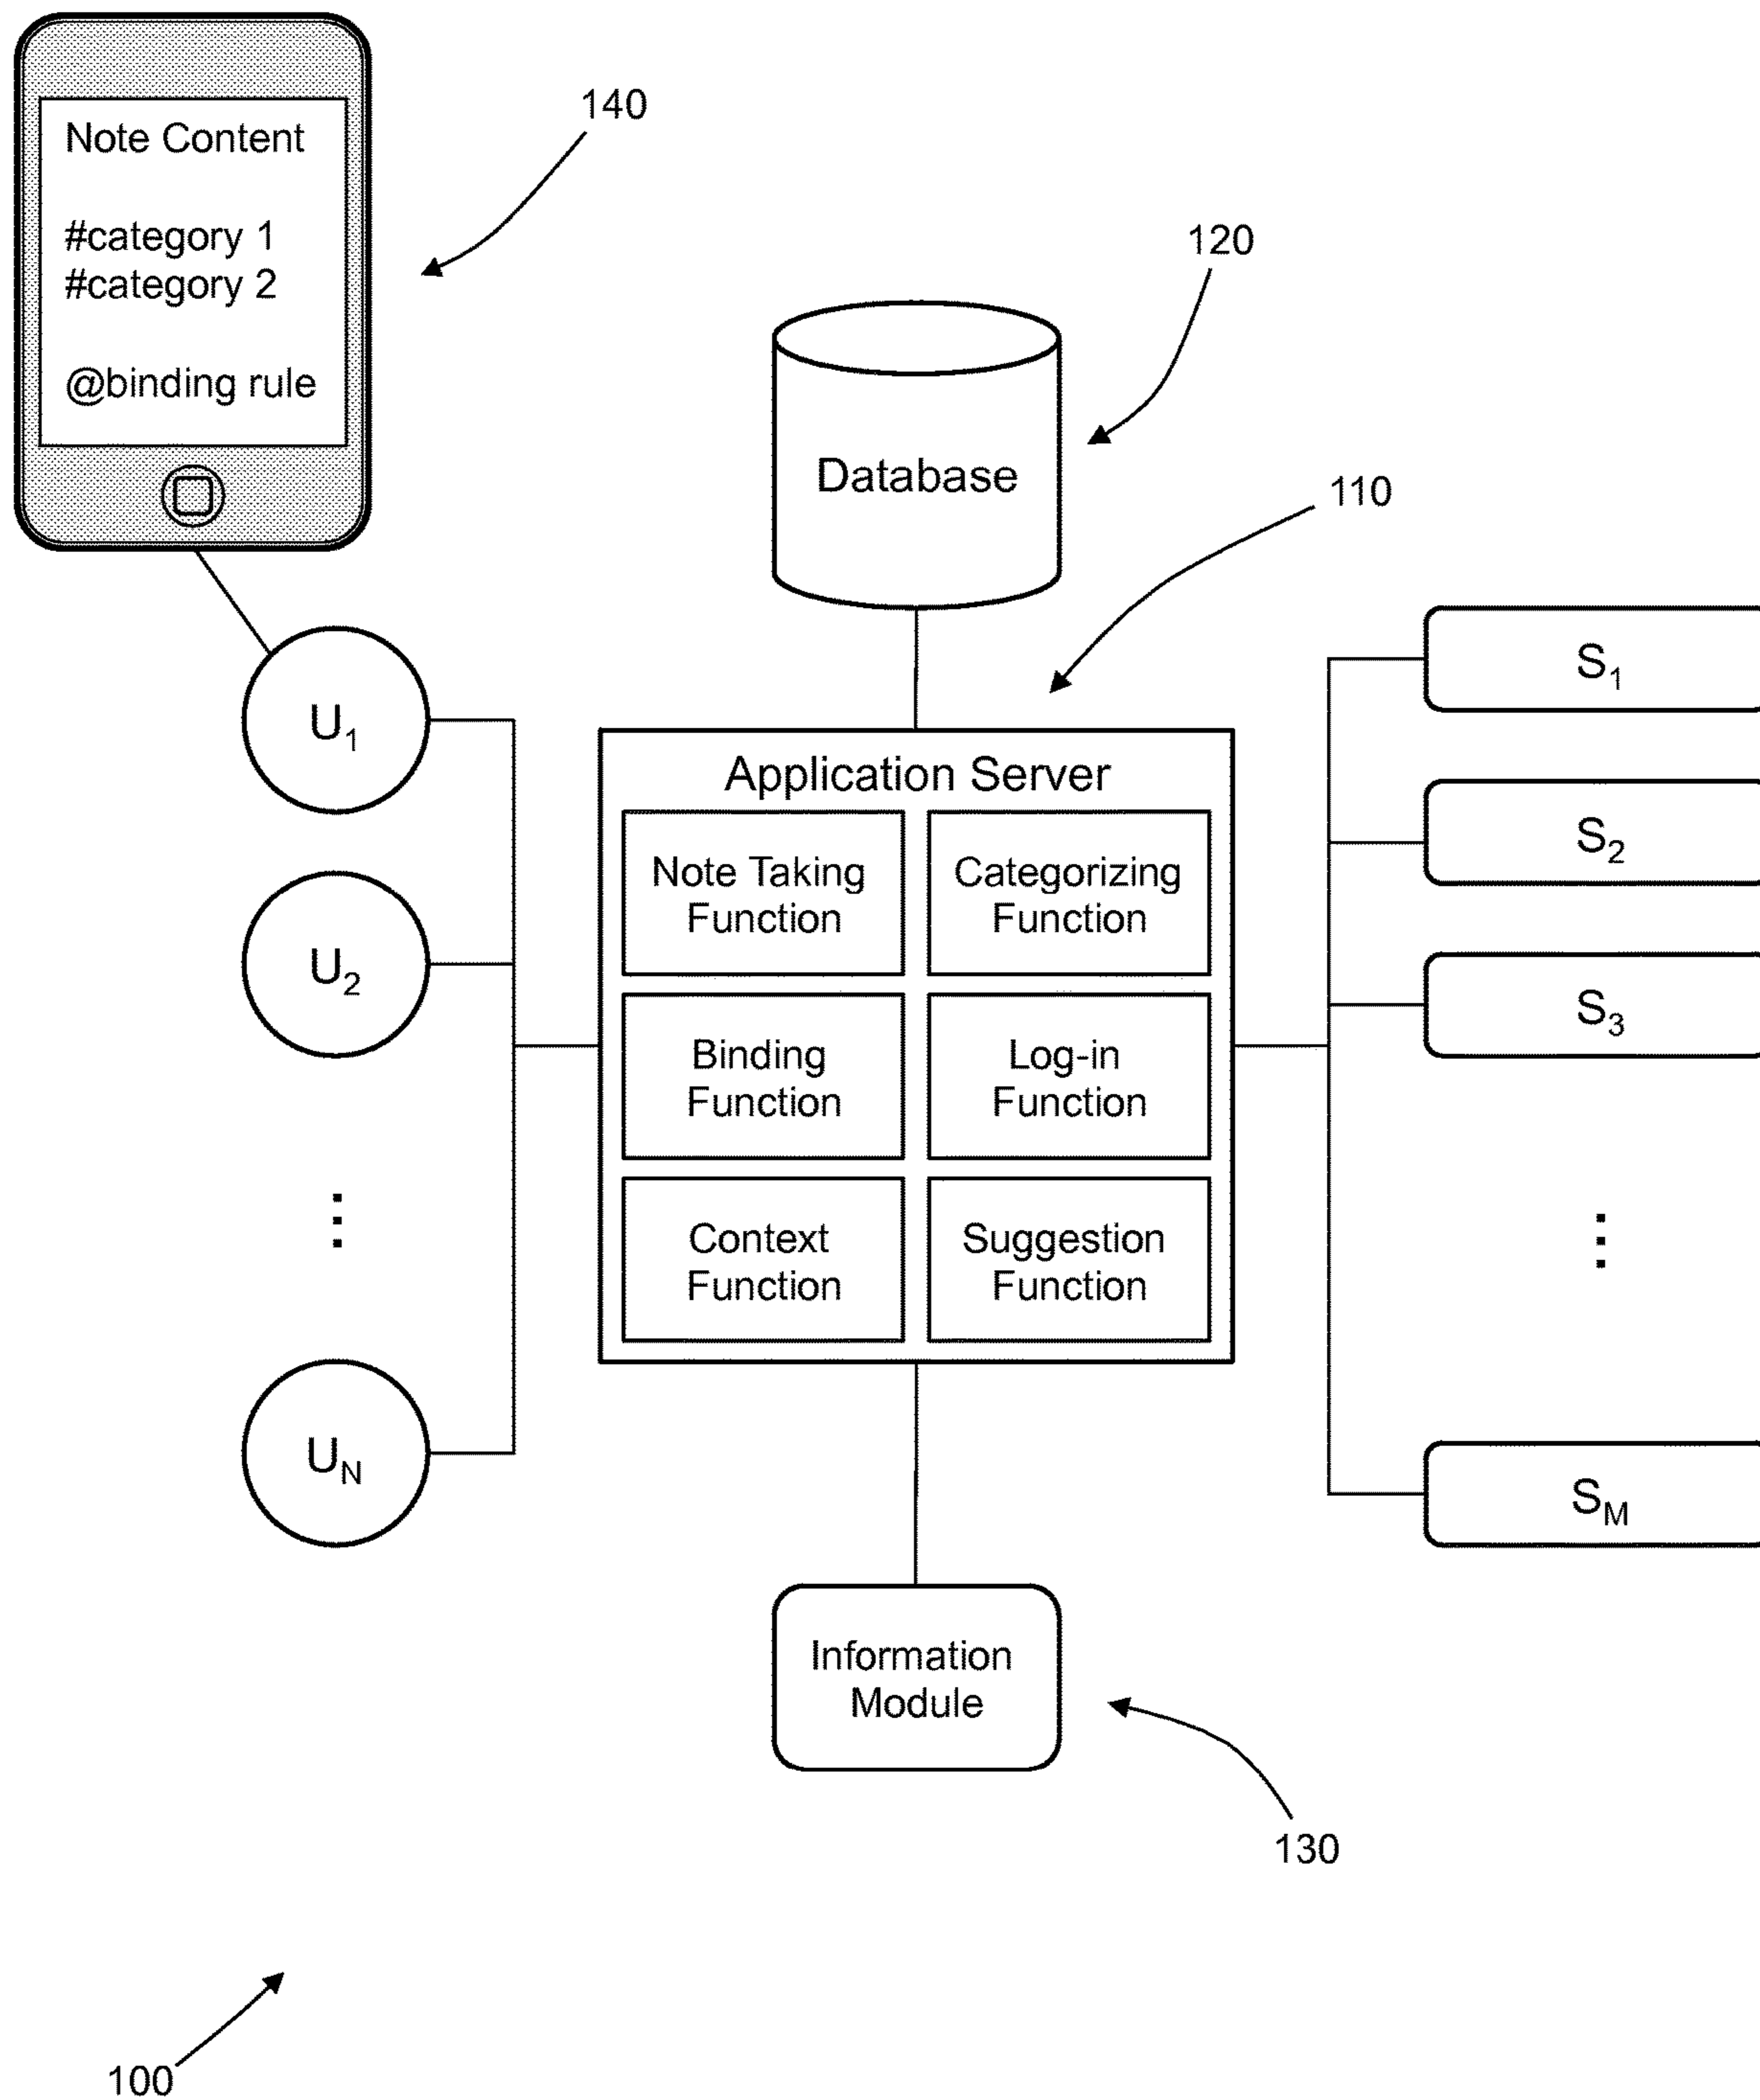 Note Content
#category 1
#category 2
@binding rule
140
120
Database
110
U1
U2
⋮
UN
Application Server
Note Taking
Function
Categorizing
Function
Binding
Function
Log-in
Function
Context
Function
Suggestion
Function
S1
S2
S3
⋮
SM
Information
Module
130
100